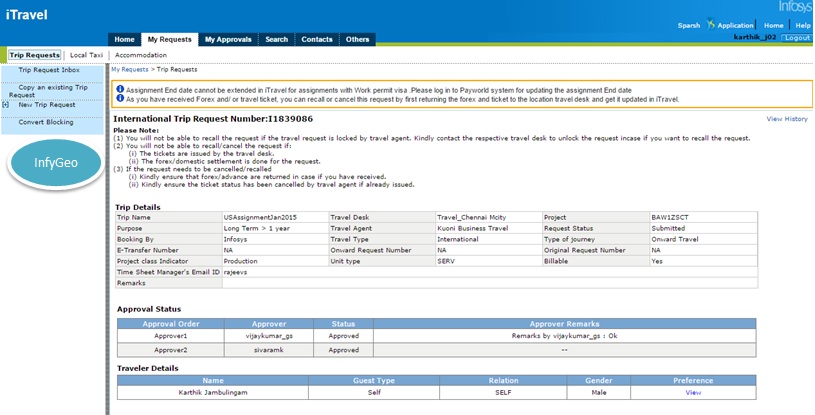 iTravel
Infosys
Sparsh Application Home Help
Home My Requests My Approvals Search Contacts Others
karthik_j02 Logout
Trip Requests Local Taxi Accommodation
Trip Request Inbox
Copy an existing Trip Request
New Trip Request
Convert Blocking
InfyGeo
My Requests > Trip Requests
Assignment End date cannot be extended in iTravel for assignments with Work permit visa .Please log in to Payworld system for updating the assignment End date
As you have received Forex and/ or travel ticket, you can recall or cancel this request by first returning the forex and ticket to the location travel desk and get it updated in iTravel.
International Trip Request Number:I1839086
View History
Please Note:
(1) You will not be able to recall the request if the travel request is locked by travel agent. Kindly contact the respective travel desk to unlock the request incase if you want to recall the request.
(2) You will not be able to recall/cancel the request if:
(i) The tickets are issued by the travel desk.
(ii) The forex/domestic settlement is done for the request.
(3) If the request needs to be cancelled/recalled
(i) Kindly ensure that forex/advance are returned in case if you have received.
(ii) Kindly ensure the ticket status has been cancelled by travel agent if already issued.
Trip Details
Trip Name USAssignmentJan2015 Travel Desk Travel_Chennai Mcity Project BAW1ZSCT
Purpose Long Term > 1 year Travel Agent Kuoni Business Travel Request Status Submitted
Booking By Infosys Travel Type International Type of journey Onward Travel
E-Transfer Number NA Onward Request Number NA Original Request Number NA
Project class Indicator Production Unit type SERV Billable Yes
Time Sheet Manager's Email ID rajeevs
Remarks
Approval Status
Approval Order Approver Status Approver Remarks
Approver1 vijaykumar_gs Approved Remarks by vijaykumar_gs : Ok
Approver2 sivaramk Approved --
Traveler Details
Name Guest Type Relation Gender Preference
Karthik Jambulingam Self SELF Male View